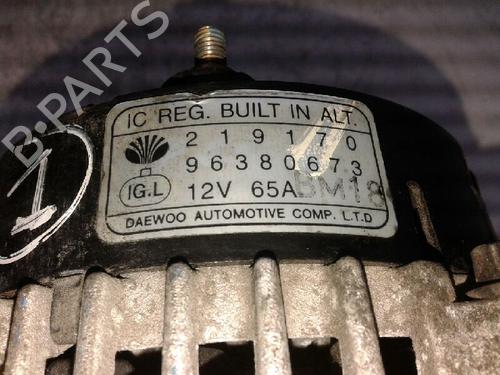 B-PARTS
IC REG. BUILT IN ALT.
219170
96380673
IG.L 12V 65A BM18
DAEWOO AUTOMOTIVE COMP. L.T.D
1